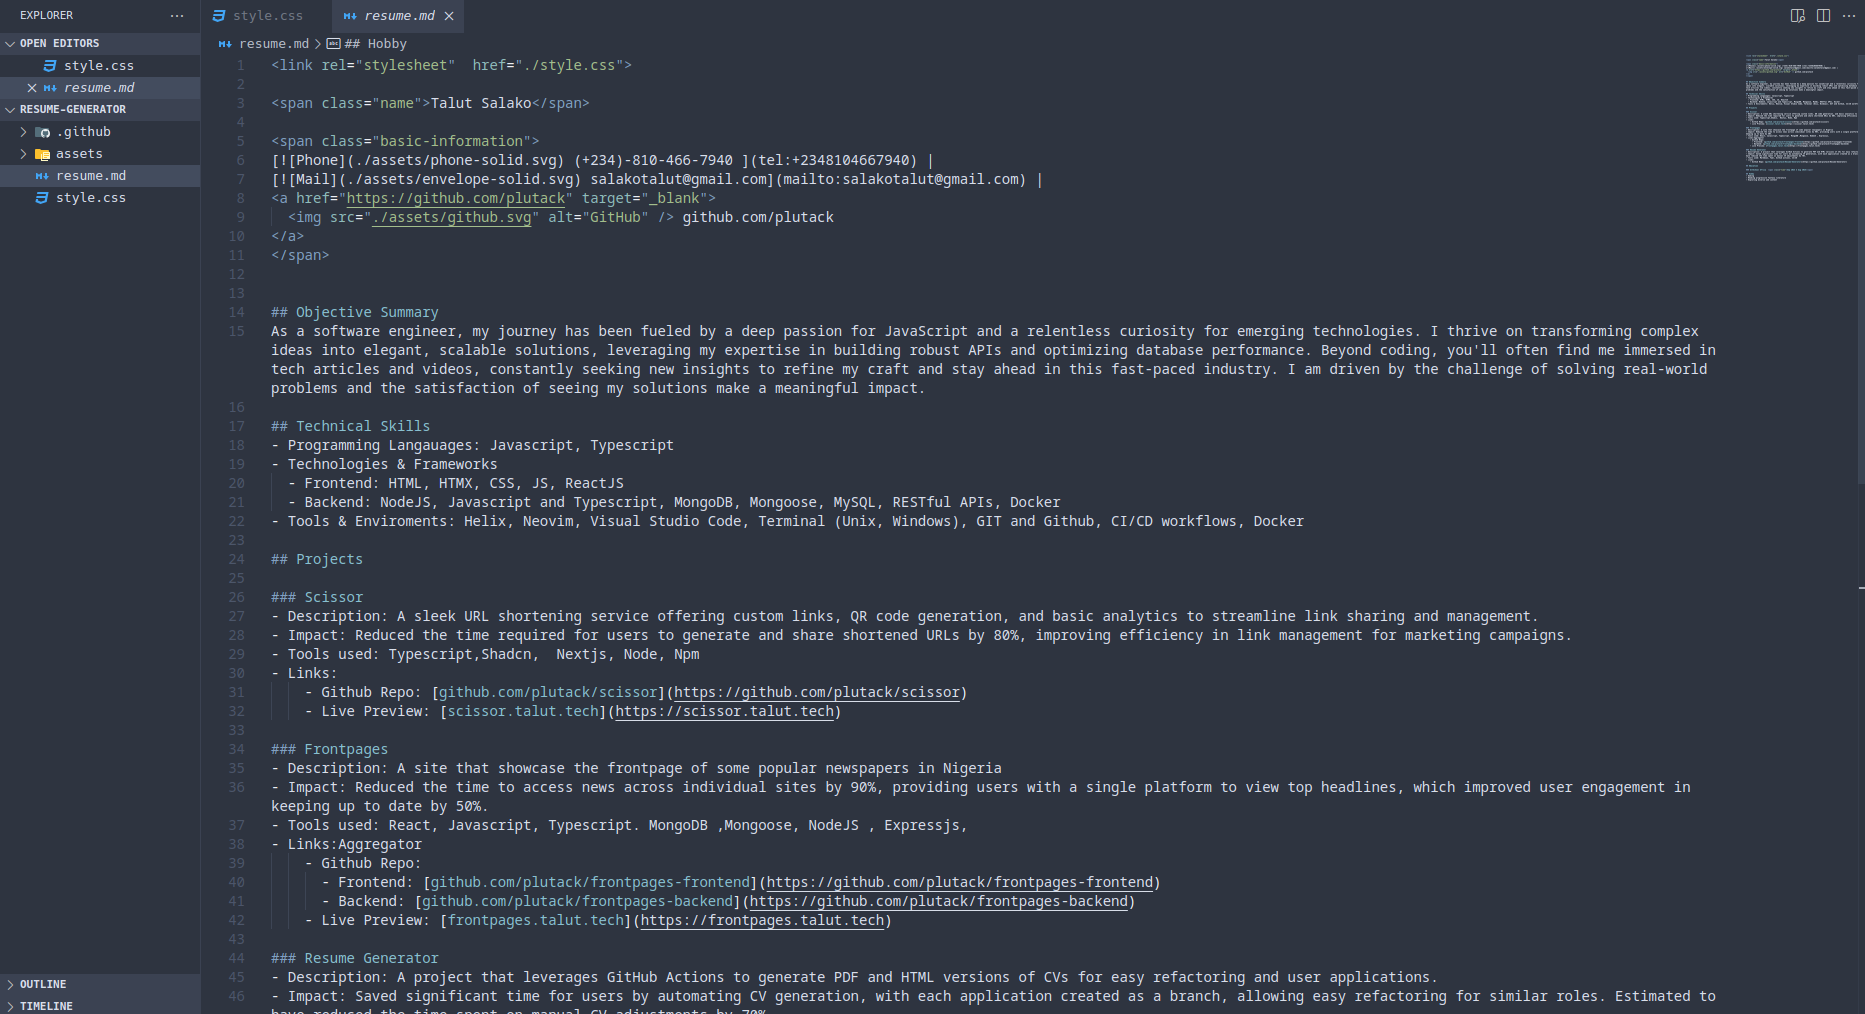 EXPLORER
···
style.css
resume.md
···
OPEN EDITORS
style.css
resume.md
RESUME-GENERATOR
.github
assets
resume.md
style.css
OUTLINE
TIMELINE
resume.md > ## Hobby
1 <link rel="stylesheet"  href="./style.css">
2
3 <span class="name">Talut Salako</span>
4
5 <span class="basic-information">
6 [![Phone](./assets/phone-solid.svg) (+234)-810-466-7940 ](tel:+2348104667940) |
7 [![Mail](./assets/envelope-solid.svg) salakotalut@gmail.com](mailto:salakotalut@gmail.com) |
8 <a href="https://github.com/plutack" target="_blank">
9   <img src="./assets/github.svg" alt="GitHub" /> github.com/plutack
10 </a>
11 </span>
12
13
14 ## Objective Summary
15 As a software engineer, my journey has been fueled by a deep passion for JavaScript and a relentless curiosity for emerging technologies. I thrive on transforming complex
ideas into elegant, scalable solutions, leveraging my expertise in building robust APIs and optimizing database performance. Beyond coding, you'll often find me immersed in
tech articles and videos, constantly seeking new insights to refine my craft and stay ahead in this fast-paced industry. I am driven by the challenge of solving real-world
problems and the satisfaction of seeing my solutions make a meaningful impact.
16
17 ## Technical Skills
18 - Programming Langauages: Javascript, Typescript
19 - Technologies & Frameworks
20   - Frontend: HTML, HTMX, CSS, JS, ReactJS
21   - Backend: NodeJS, Javascript and Typescript, MongoDB, Mongoose, MySQL, RESTful APIs, Docker
22 - Tools & Enviroments: Helix, Neovim, Visual Studio Code, Terminal (Unix, Windows), GIT and Github, CI/CD workflows, Docker
23
24 ## Projects
25
26 ### Scissor
27 - Description: A sleek URL shortening service offering custom links, QR code generation, and basic analytics to streamline link sharing and management.
28 - Impact: Reduced the time required for users to generate and share shortened URLs by 80%, improving efficiency in link management for marketing campaigns.
29 - Tools used: Typescript,Shadcn,  Nextjs, Node, Npm
30 - Links:
31     - Github Repo: [github.com/plutack/scissor](https://github.com/plutack/scissor)
32     - Live Preview: [scissor.talut.tech](https://scissor.talut.tech)
33
34 ### Frontpages
35 - Description: A site that showcase the frontpage of some popular newspapers in Nigeria
36 - Impact: Reduced the time to access news across individual sites by 90%, providing users with a single platform to view top headlines, which improved user engagement in
keeping up to date by 50%.
37 - Tools used: React, Javascript, Typescript. MongoDB ,Mongoose, NodeJS , Expressjs,
38 - Links:Aggregator
39     - Github Repo:
40       - Frontend: [github.com/plutack/frontpages-frontend](https://github.com/plutack/frontpages-frontend)
41       - Backend: [github.com/plutack/frontpages-backend](https://github.com/plutack/frontpages-backend)
42     - Live Preview: [frontpages.talut.tech](https://frontpages.talut.tech)
43
44 ### Resume Generator
45 - Description: A project that leverages GitHub Actions to generate PDF and HTML versions of CVs for easy refactoring and user applications.
46 - Impact: Saved significant time for users by automating CV generation, with each application created as a branch, allowing easy refactoring for similar roles. Estimated to
have reduced the time spent on manual CV adjustments by 70%